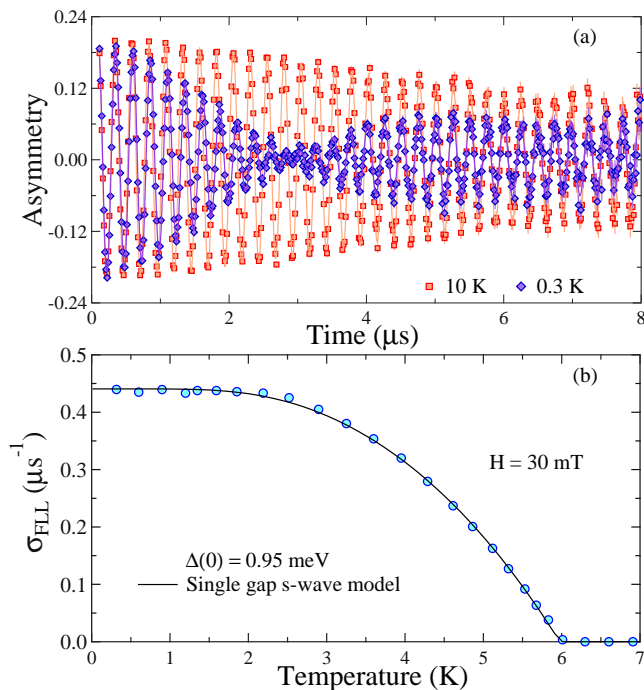 0.24
(a)
0.12
0.00
-0.12
-0.24
Asymmetry
10 K
0.3 K
0
2
4
6
8
Time (μs)
0.5
(b)
0.4
0.3
0.2
0.1
0.0
σFLL (μs-1)
H = 30 mT
Δ(0) = 0.95 meV
Single gap s-wave model
0
1
2
3
4
5
6
7
Temperature (K)